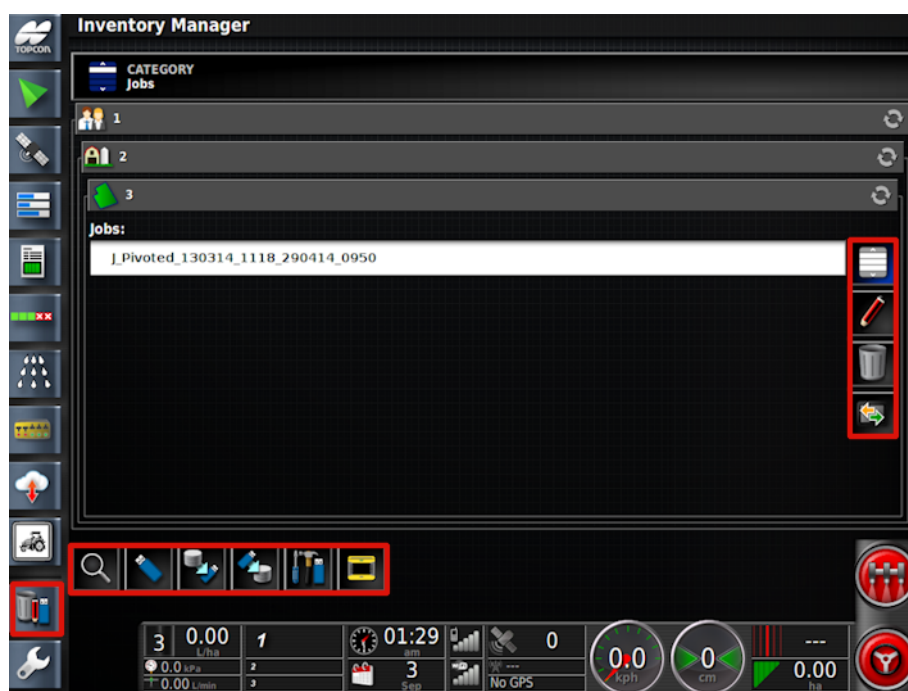 Inventory Manager
TOPCON
CATEGORY
Jobs
1
2
3
Jobs:
J_Pivoted_130314_1118_290414_0950
3 0.00 L/ha
0.0 kPa
0.00 L/min
1
2
3
01:29 am
3 Sep
0
---
No GPS
0.0 kph
0 cm
---
0.00 ha